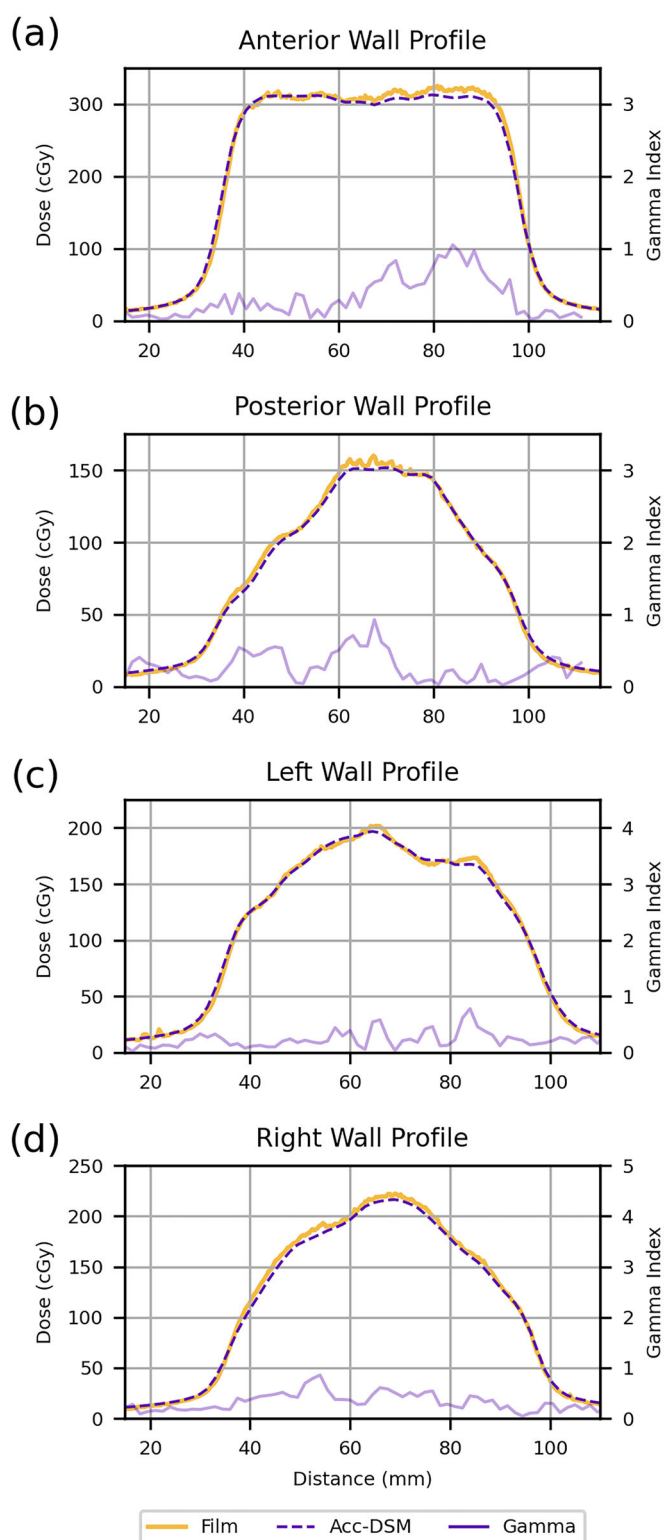 (a)
Anterior Wall Profile
300
200
100
0
3
2
1
0
Dose (cGy)
Gamma Index
20 40 60 80 100
(b)
Posterior Wall Profile
150
100
50
0
3
2
1
0
Dose (cGy)
Gamma Index
20 40 60 80 100
(c)
Left Wall Profile
200
150
100
50
0
4
3
2
1
0
Dose (cGy)
Gamma Index
20 40 60 80 100
(d)
Right Wall Profile
250
200
150
100
50
0
5
4
3
2
1
0
Dose (cGy)
Gamma Index
20 40 60 80 100
Distance (mm)
Film Acc-DSM Gamma